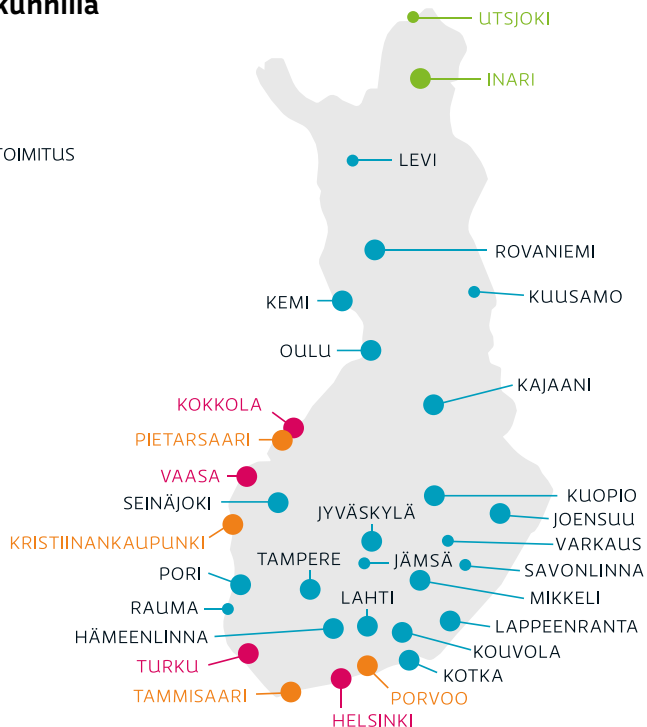 kunnilla
UTSJOKI
INARI
TOIMITUS
LEVI
ROVANIEMI
KUUSAMO
KEMI
OULU
KAJAANI
KOKKOLA
PIETARSAARI
VAASA
SEINÄJOKI
KUOPIO
JYVÄSKYLÄ
JOENSUU
KRISTIINANKAUPUNKI
VARKAUS
TAMPERE
JÄMSÄ
SAVONLINNA
PORI
LAHTI
MIKKELI
RAUMA
LAPPEENRANTA
HÄMEENLINNA
KOUVOLA
TURKU
KOTKA
TAMMISAARI
PORVOO
HELSINKI